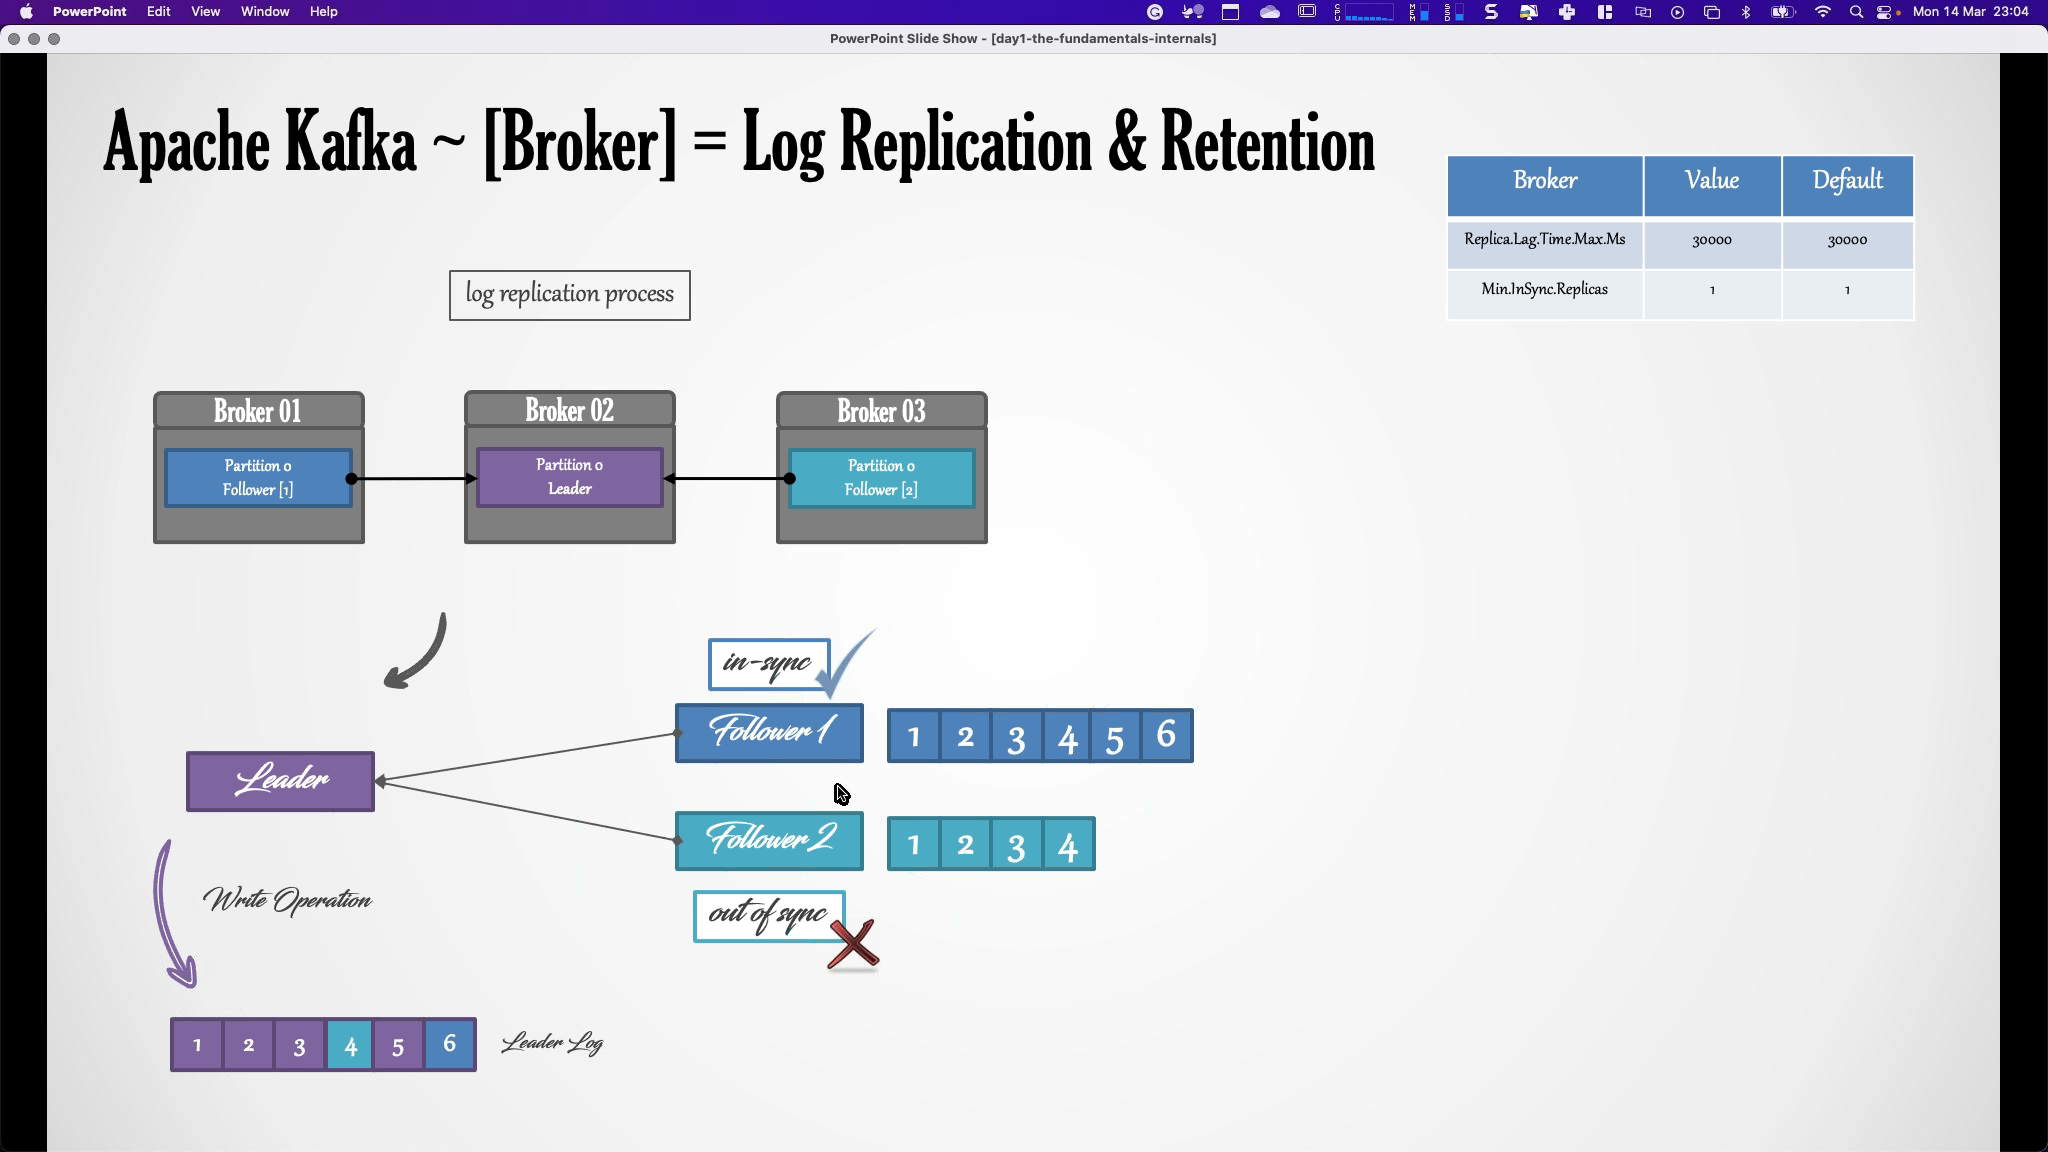 PowerPoint Edit View Window Help
Mon 14 Mar 23:04
PowerPoint Slide Show - [day1-the-fundamentals-internals]
Apache Kafka ~ [Broker] = Log Replication & Retention
Broker Value Default
Replica.Lag.Time.Max.Ms 30000 30000
Min.InSync.Replicas 1 1
log replication process
Broker 01
Partition 0
Follower [1]
Broker 02
Partition 0
Leader
Broker 03
Partition 0
Follower [2]
in-sync
Follower 1
1 2 3 4 5 6
Leader
Follower 2
1 2 3 4
out of sync
Write Operation
1 2 3 4 5 6
Leader Log